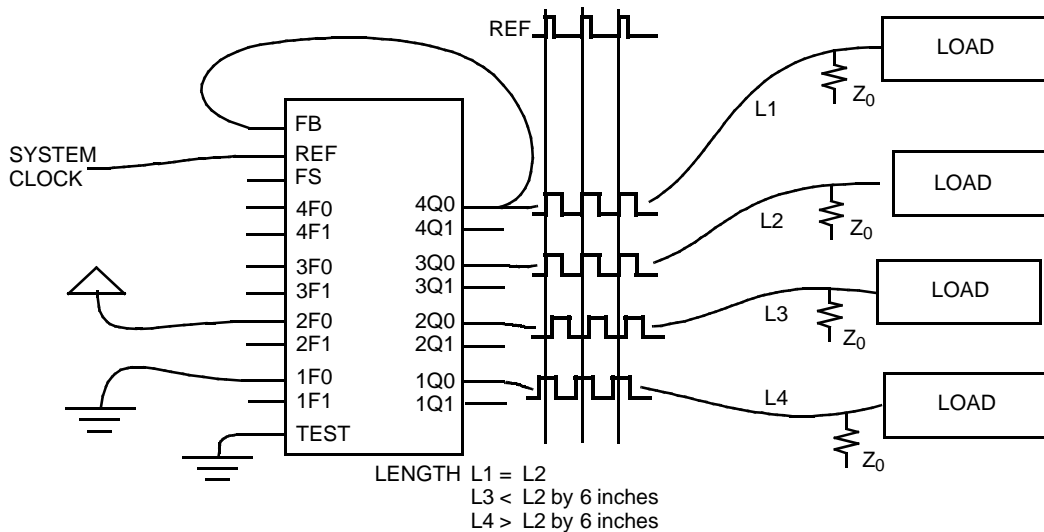 REF
LOAD
Z0
L1
FB
SYSTEM
CLOCK
REF
FS
4F0
4Q0
4F1
4Q1
LOAD
L2
Z0
3F0
3Q0
3F1
3Q1
LOAD
2F0
2Q0
L3
2F1
2Q1
Z0
1F0
1Q0
1F1
1Q1
L4
LOAD
TEST
Z0
LENGTH L1 = L2
L3 < L2 by 6 inches
L4 > L2 by 6 inches